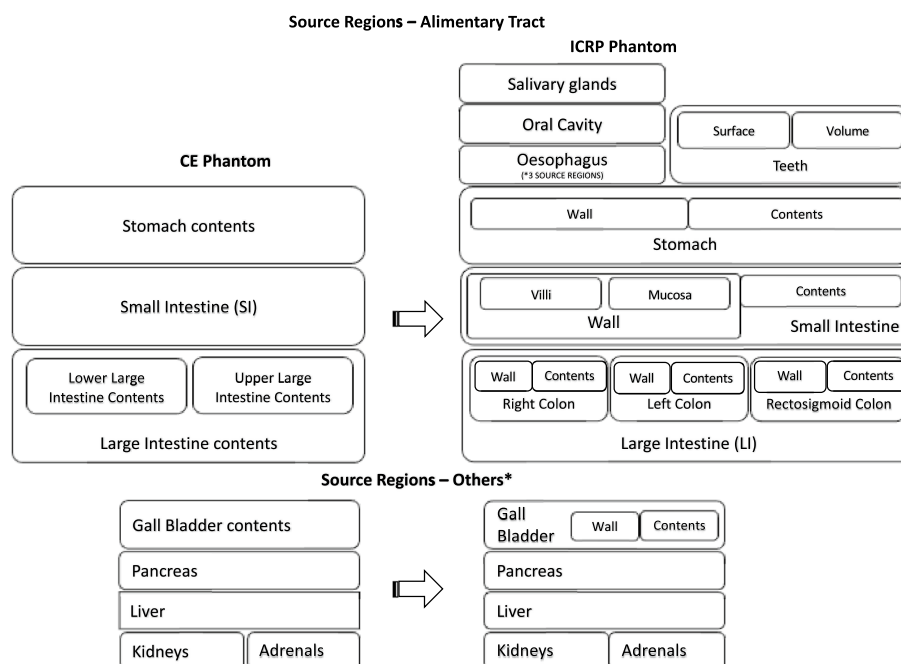 Source Regions – Alimentary Tract
ICRP Phantom
Salivary glands
Oral Cavity
Oesophagus
(*3 SOURCE REGIONS)
Surface
Volume
Teeth
CE Phantom
Stomach contents
Wall
Contents
Stomach
Small Intestine (SI)
Villi
Mucosa
Wall
Contents
Small Intestine
Lower Large
Intestine Contents
Upper Large
Intestine Contents
Large Intestine contents
Wall
Contents
Right Colon
Wall
Contents
Left Colon
Wall
Contents
Rectosigmoid Colon
Large Intestine (LI)
Source Regions – Others*
Gall Bladder contents
Pancreas
Liver
Kidneys
Adrenals
Gall
Bladder
Wall
Contents
Pancreas
Liver
Kidneys
Adrenals